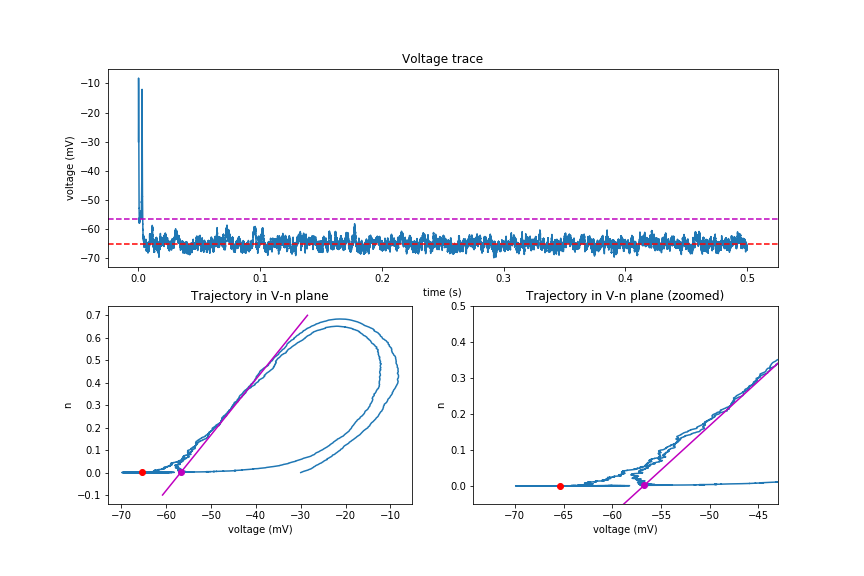 Voltage trace
voltage (mV)
−10
−20
−30
−40
−50
−60
−70
0.0 0.1 0.2 0.3 0.4 0.5
time (s)
Trajectory in V-n plane
n
0.7
0.6
0.5
0.4
0.3
0.2
0.1
0.0
−0.1
−70 −60 −50 −40 −30 −20 −10
voltage (mV)
Trajectory in V-n plane (zoomed)
n
0.5
0.4
0.3
0.2
0.1
0.0
−70 −65 −60 −55 −50 −45
voltage (mV)